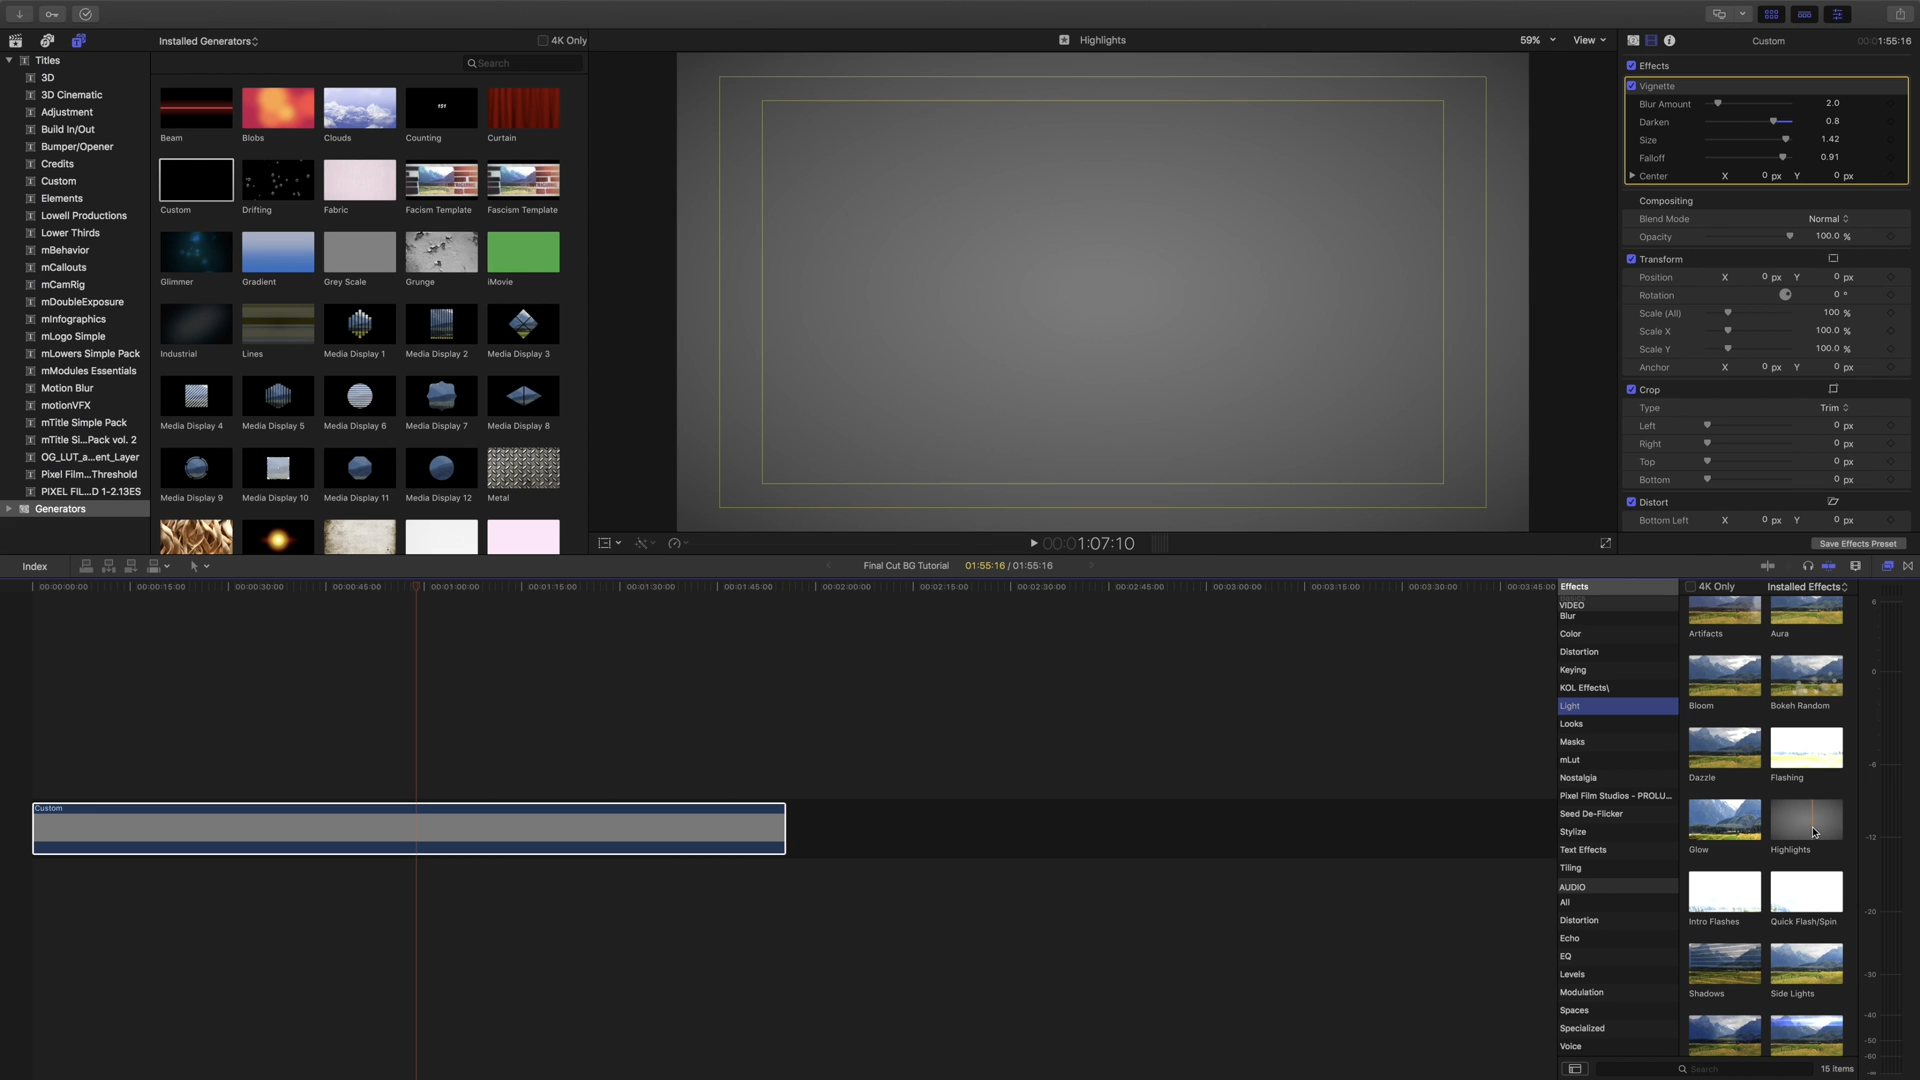 Installed Generators
4K Only
Highlights
59%
View
Custom
00:01:55:16
Titles
3D
3D Cinematic
Adjustment
Build In/Out
Bumper/Opener
Credits
Custom
Elements
Lowell Productions
Lower Thirds
mBehavior
mCallouts
mCamRig
mDoubleExposure
mInfographics
mLogo Simple
mLowers Simple Pack
mModules Essentials
Motion Blur
motionVFX
mTitle Simple Pack
mTitle Si...Pack vol. 2
OG_LUT_a...ent_Layer
Pixel Film...Threshold
PIXEL FIL...D 1-2.13ES
Generators
Search
Beam
Blobs
Clouds
151
Counting
Curtain
Custom
Drifting
Fabric
Facism Template
Fascism Template
Glimmer
Gradient
Grey Scale
Grunge
iMovie
Industrial
Lines
Media Display 1
Media Display 2
Media Display 3
Media Display 4
Media Display 5
Media Display 6
Media Display 7
Media Display 8
Media Display 9
Media Display 10
Media Display 11
Media Display 12
Metal
00:00:01:07:10
Effects
Vignette
Blur Amount 2.0
Darken 0.8
Size 1.42
Falloff 0.91
Center X 0 px Y 0 px
Compositing
Blend Mode Normal
Opacity 100.0 %
Transform
Position X 0 px Y 0 px
Rotation 0 °
Scale (All) 100 %
Scale X 100.0 %
Scale Y 100.0 %
Anchor X 0 px Y 0 px
Crop
Type Trim
Left 0 px
Right 0 px
Top 0 px
Bottom 0 px
Distort
Bottom Left X 0 px Y 0 px
Save Effects Preset
Index
Final Cut BG Tutorial
01:55:16 / 01:55:16
00:00:00:00
00:00:15:00
00:00:30:00
00:00:45:00
00:01:00:00
00:01:15:00
00:01:30:00
00:01:45:00
00:02:00:00
00:02:15:00
00:02:30:00
00:02:45:00
00:03:00:00
00:03:15:00
00:03:30:00
00:03:45:00
Custom
Effects
4K Only
Installed Effects
VIDEO
Blur
Color
Distortion
Keying
KOL Effects\
Light
Looks
Masks
mLut
Nostalgia
Pixel Film Studios - PROLU...
Seed De-Flicker
Stylize
Text Effects
Tiling
AUDIO
All
Distortion
Echo
EQ
Levels
Modulation
Spaces
Specialized
Voice
Artifacts
Aura
Bloom
Bokeh Random
Dazzle
Flashing
Glow
Highlights
Intro Flashes
Quick Flash/Spin
Shadows
Side Lights
Search
15 items
6
0
-6
-12
-20
-30
-40
-50
-60
-∞